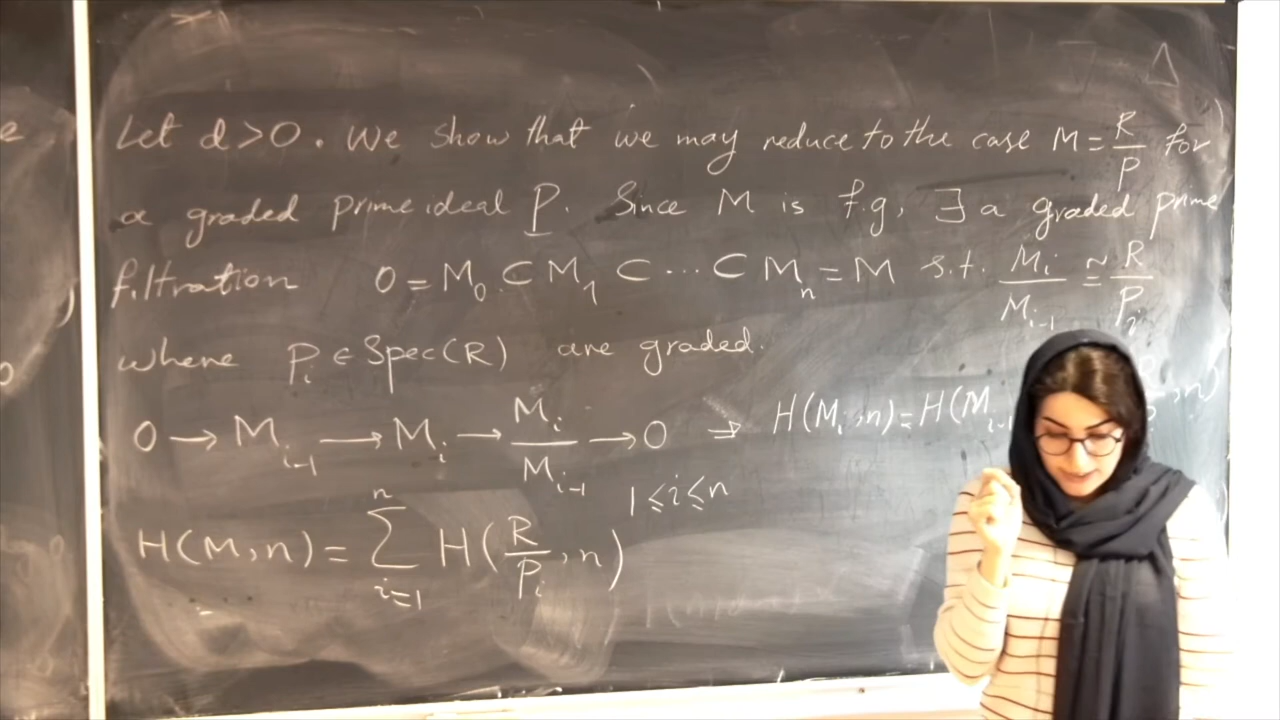 Let d > 0. We show that we may reduce to the case M = R/P for
a graded prime ideal P. Since M is f.g, ∃ a graded prime
filtration 0 = M₀ ⊂ M₁ ⊂ ⋯ ⊂ Mₙ = M s.t. Mᵢ/Mᵢ₋₁ ≅ R/Pᵢ
where Pᵢ ∈ Spec(R) are graded.
0 → Mᵢ₋₁ → Mᵢ → Mᵢ/Mᵢ₋₁ → 0 ⇒ H(Mᵢ, n) = H(Mᵢ₋₁ , n)
1 ≤ i ≤ n
H(M, n) = ∑ᵢ₌₁ⁿ H(R/Pᵢ, n)